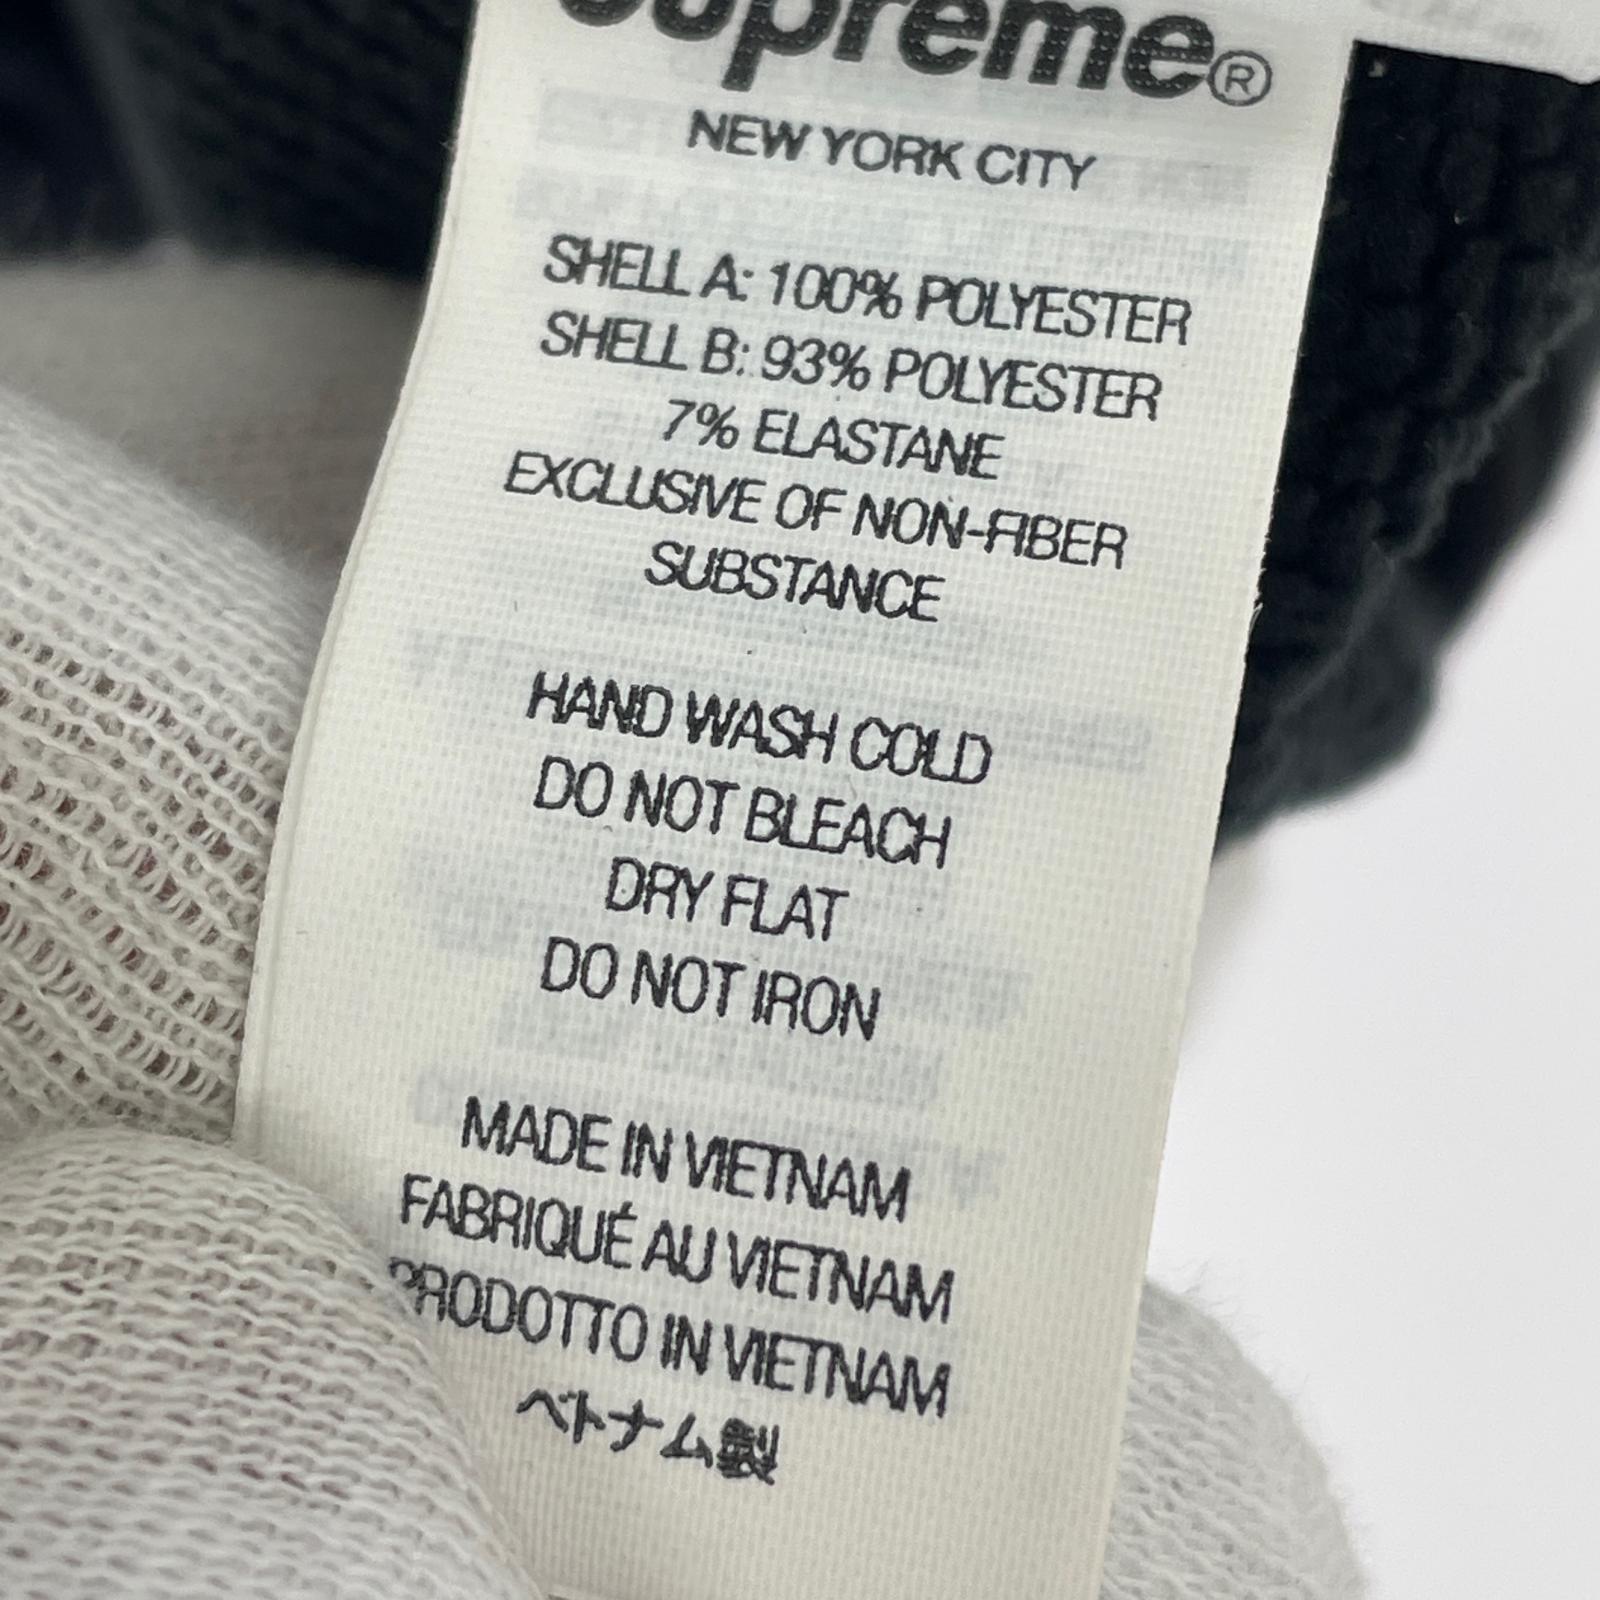 Supreme®
NEW YORK CITY
SHELL A: 100% POLYESTER
SHELL B: 93% POLYESTER
7% ELASTANE
EXCLUSIVE OF NON-FIBER
SUBSTANCE
HAND WASH COLD
DO NOT BLEACH
DRY FLAT
DO NOT IRON
MADE IN VIETNAM
FABRIQUÉ AU VIETNAM
PRODOTTO IN VIETNAM
ベトナム製